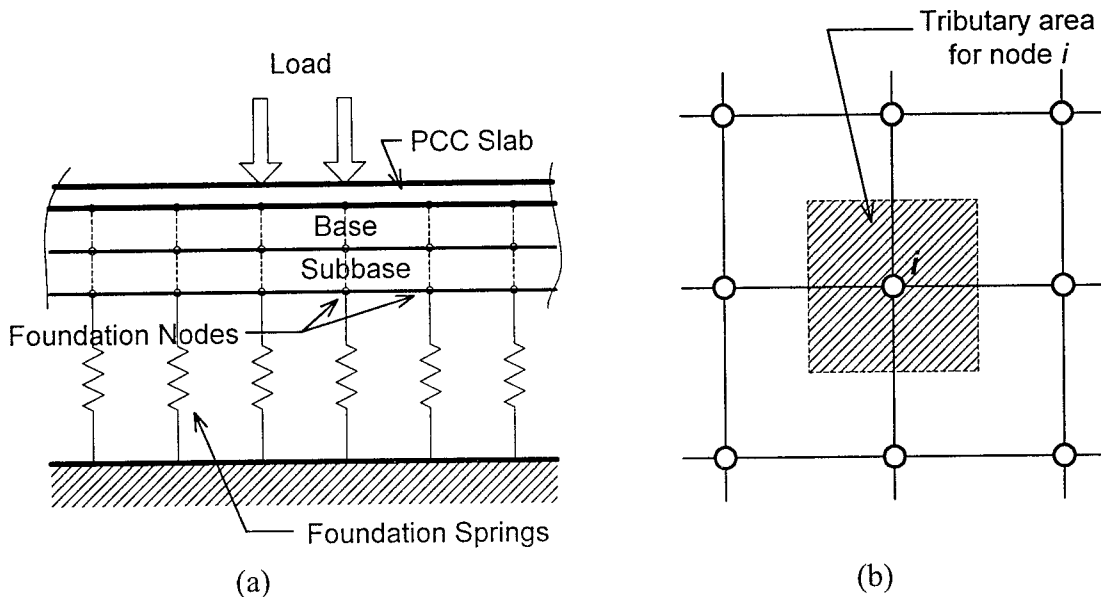 Load
PCC Slab
Base
Subbase
Foundation Nodes
Foundation Springs
(a)
Tributary area
for node i
i
(b)